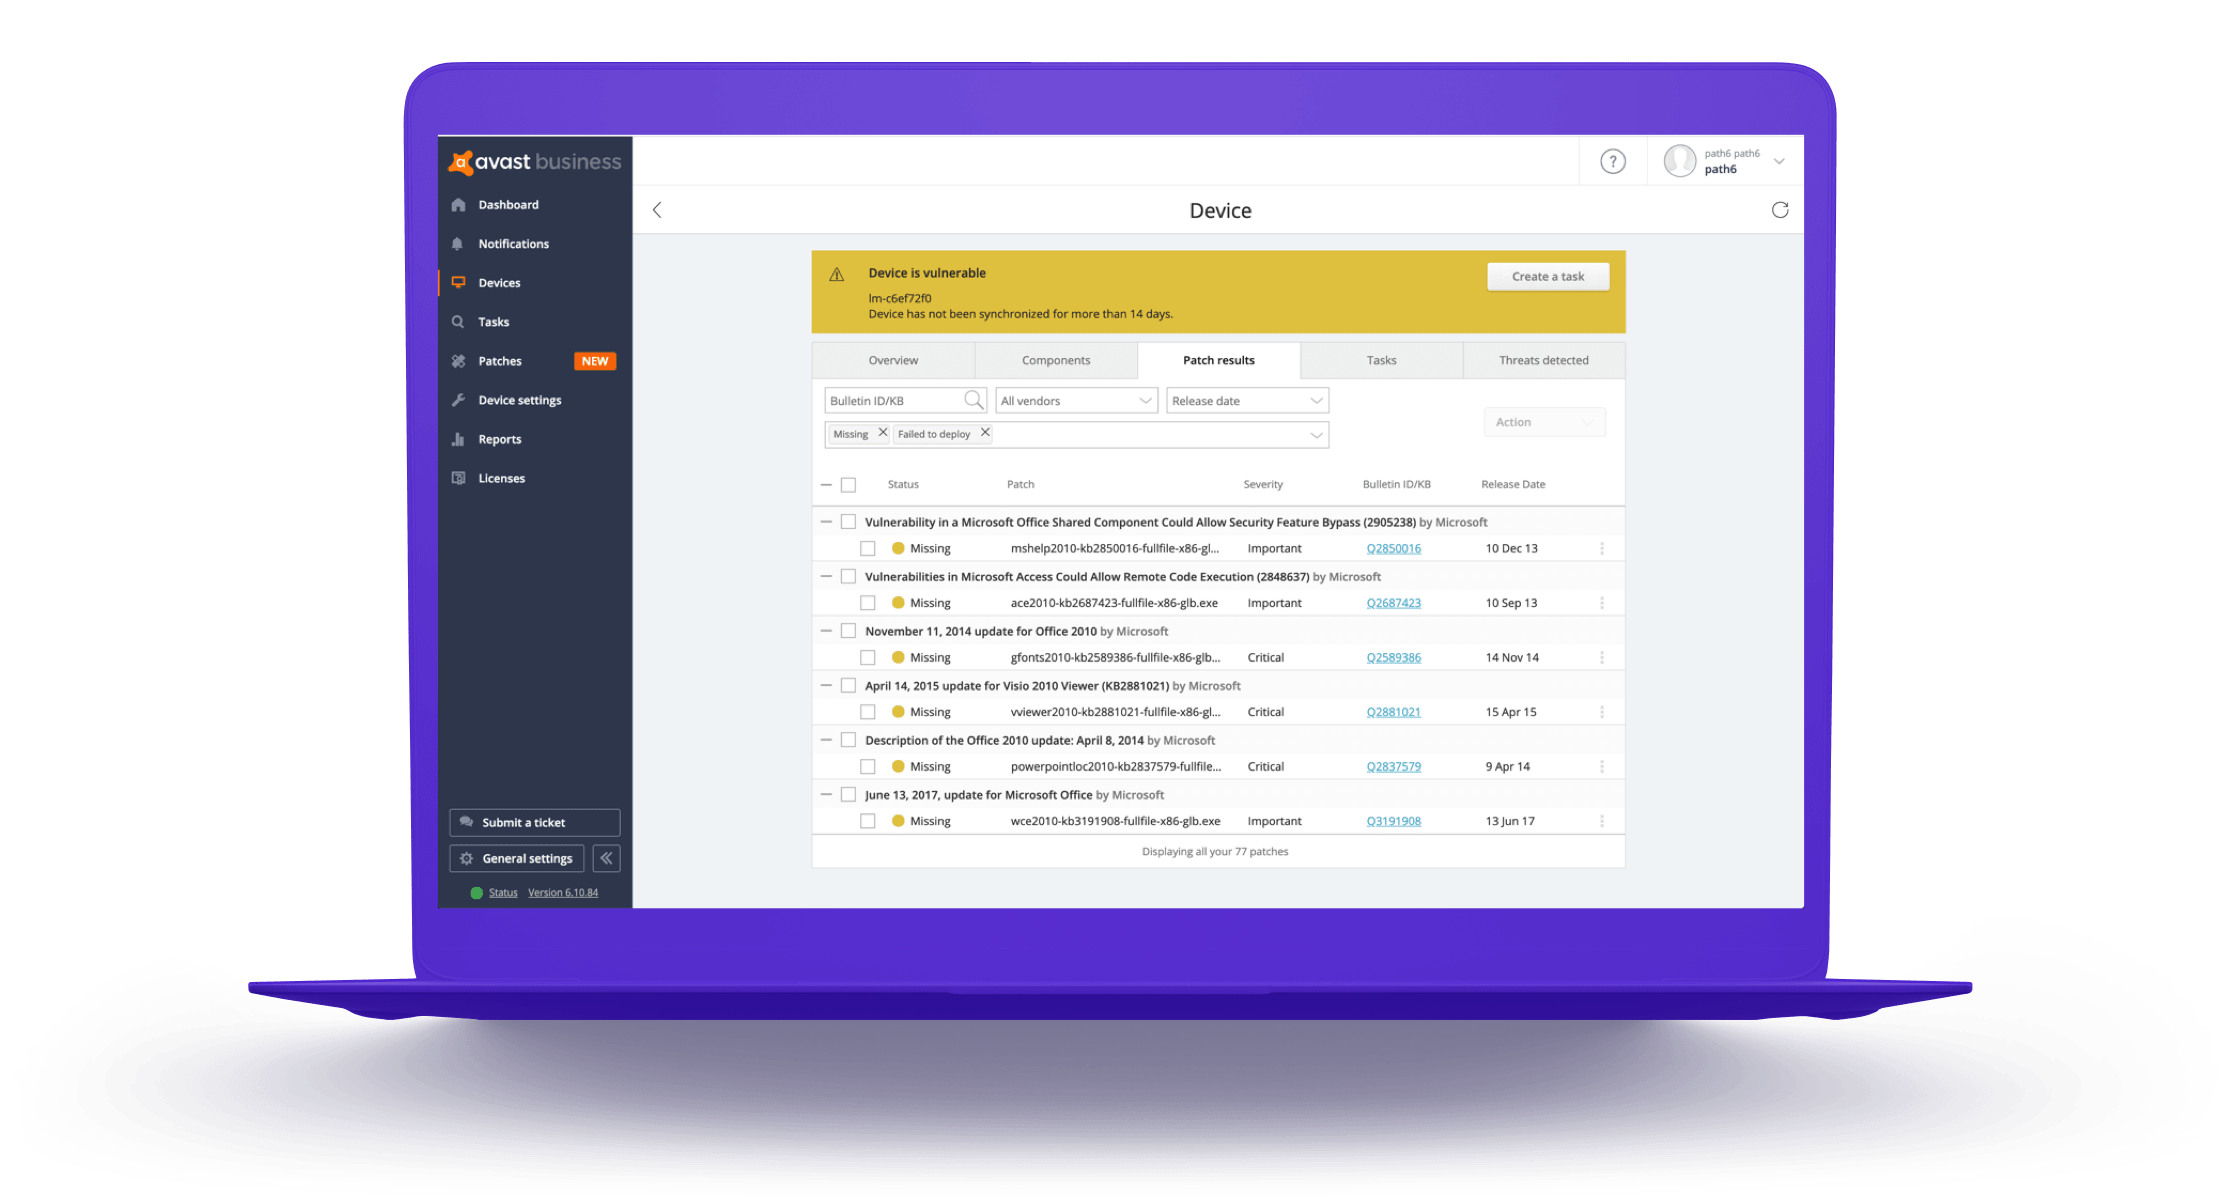 avast business
path6 path6
path6
Dashboard
Notifications
Devices
Tasks
Patches NEW
Device settings
Reports
Licenses
Submit a ticket
General settings
Status Version 6.10.84
Device
Device is vulnerable
lm-c6ef72f0
Device has not been synchronized for more than 14 days.
Create a task
Overview Components Patch results Tasks Threats detected
Bulletin ID/KB All vendors Release date
Missing Failed to deploy
Action
Status Patch Severity Bulletin ID/KB Release Date
Vulnerability in a Microsoft Office Shared Component Could Allow Security Feature Bypass (2905238) by Microsoft
Missing mshelp2010-kb2850016-fullfile-x86-gl... Important Q2850016 10 Dec 13
Vulnerabilities in Microsoft Access Could Allow Remote Code Execution (2848637) by Microsoft
Missing ace2010-kb2687423-fullfile-x86-glb.exe Important Q2687423 10 Sep 13
November 11, 2014 update for Office 2010 by Microsoft
Missing gfonts2010-kb2589386-fullfile-x86-glb... Critical Q2589386 14 Nov 14
April 14, 2015 update for Visio 2010 Viewer (KB2881021) by Microsoft
Missing vviewer2010-kb2881021-fullfile-x86-gl... Critical Q2881021 15 Apr 15
Description of the Office 2010 update: April 8, 2014 by Microsoft
Missing powerpointloc2010-kb2837579-fullfile... Critical Q2837579 9 Apr 14
June 13, 2017, update for Microsoft Office by Microsoft
Missing wce2010-kb3191908-fullfile-x86-glb.exe Important Q3191908 13 Jun 17
Displaying all your 77 patches